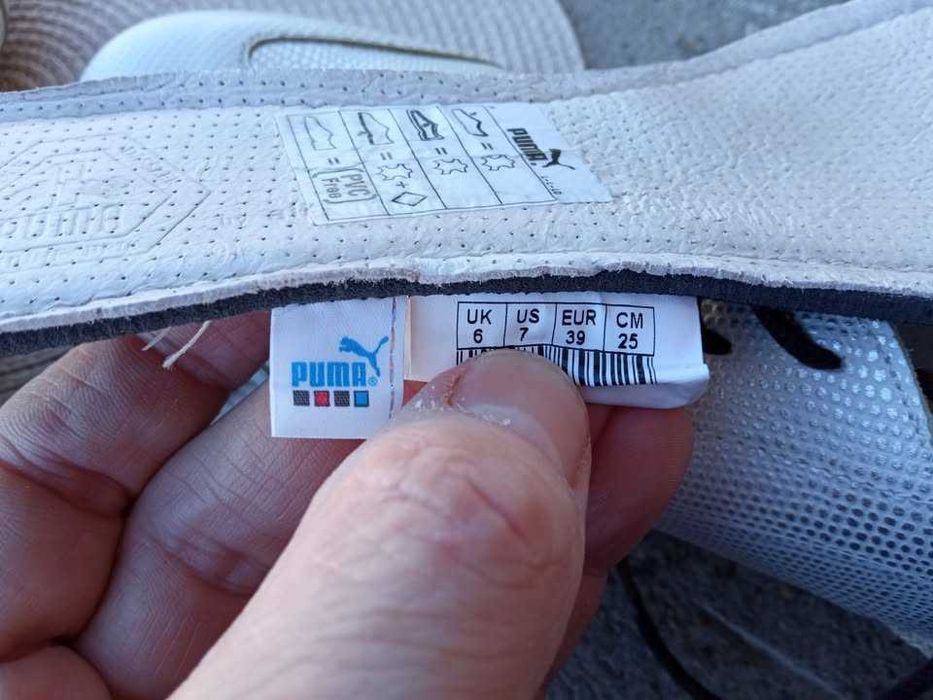 PUMA
=
=
=
=
PVC
Free
+
UK US EUR CM
6 7 39 25
PUMA®